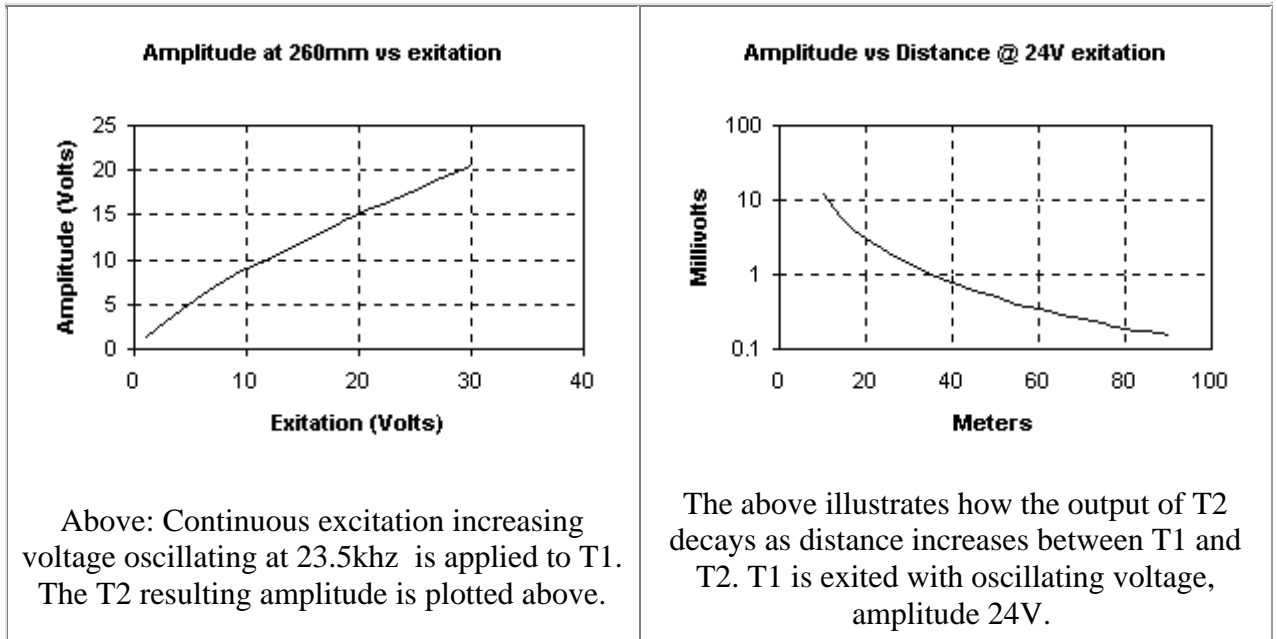 Amplitude at 260mm vs exitation
25
20
15
10
5
0
Amplitude (Volts)
0 10 20 30 40
Exitation (Volts)
Above: Continuous excitation increasing
voltage oscillating at 23.5khz is applied to T1.
The T2 resulting amplitude is plotted above.
Amplitude vs Distance @ 24V exitation
100
10
1
0.1
Millivolts
0 20 40 60 80 100
Meters
The above illustrates how the output of T2
decays as distance increases between T1 and
T2. T1 is exited with oscillating voltage,
amplitude 24V.